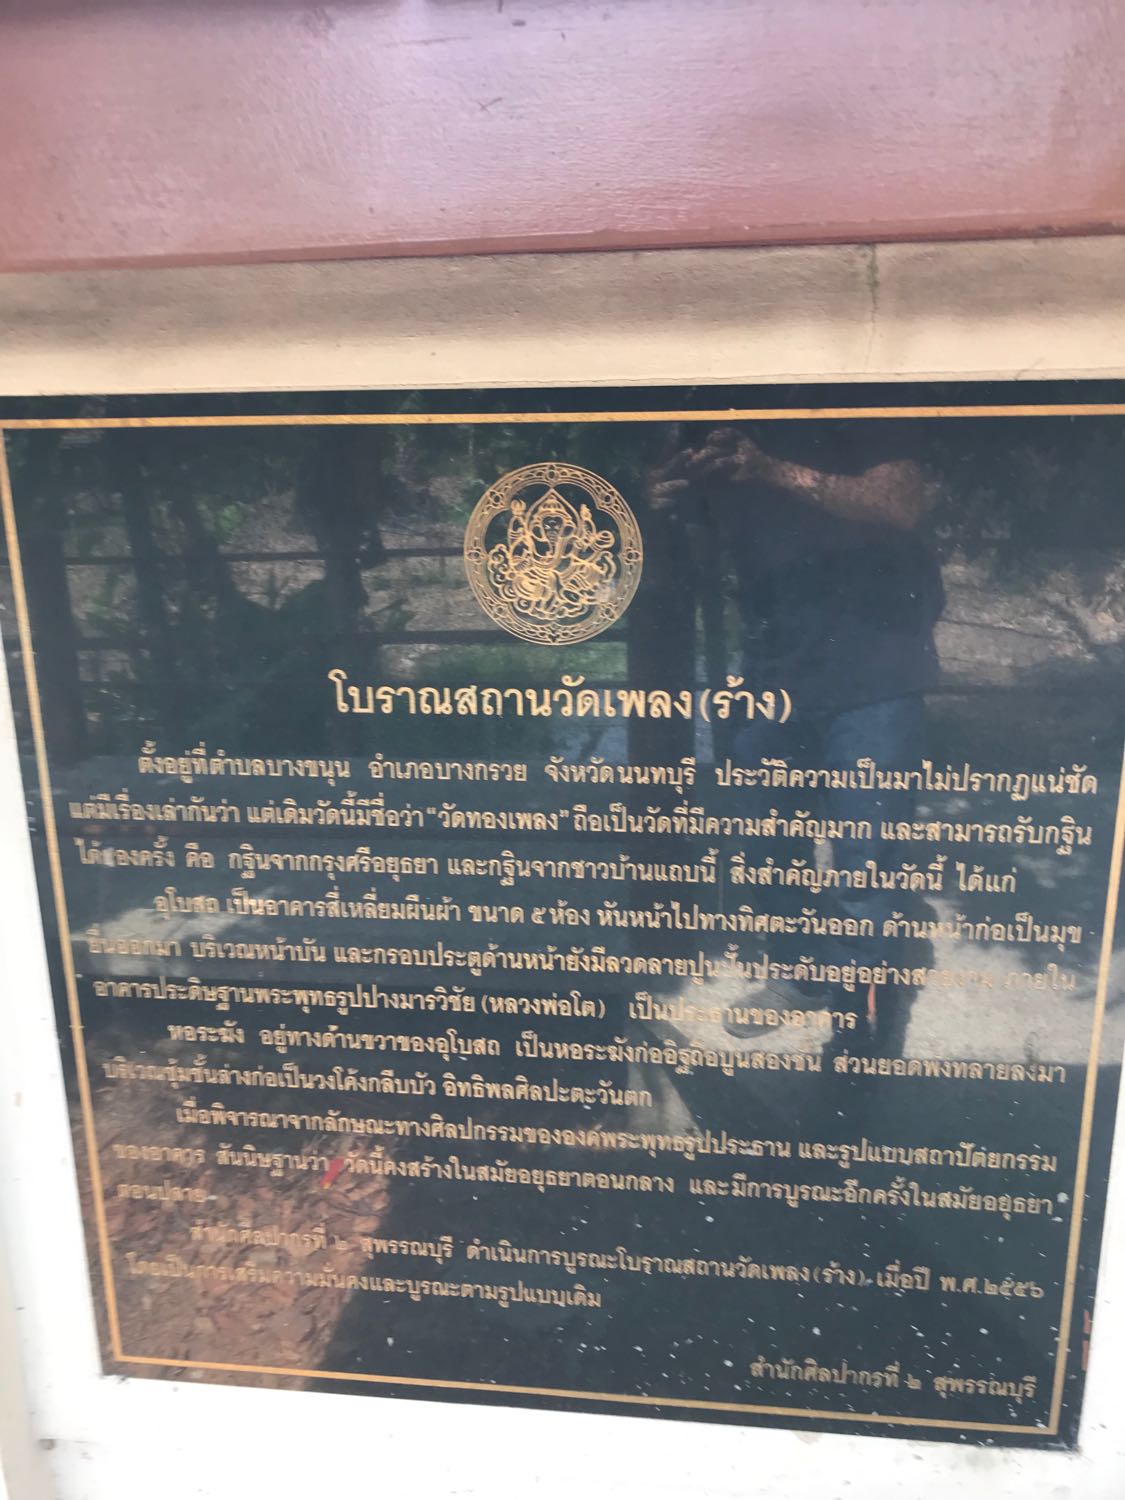 โบราณสถานวัดเพลง(ร้าง)
ตั้งอยู่ที่ตำบลบางขนุน อำเภอบางกรวย จังหวัดนนทบุรี ประวัติความเป็นมาไม่ปรากฏแน่ชัด
แต่มีเรื่องเล่ากันว่า แต่เดิมวัดนี้มีชื่อว่า "วัดทองเพลง" ถือเป็นวัดที่มีความสำคัญมาก และสามารถรับกฐิน
ได้สองครั้ง คือ กฐินจากกรุงศรีอยุธยา และกฐินจากชาวบ้านแถบนี้ สิ่งสำคัญภายในวัดนี้ ได้แก่
อุโบสถ เป็นอาคารสี่เหลี่ยมผืนผ้า ขนาด ๕ ห้อง หันหน้าไปทางทิศตะวันออก ด้านหน้าก่อเป็นมุข
ยื่นออกมา บริเวณหน้าบัน และกรอบประตูด้านหน้ายังมีลวดลายปูนปั้นประดับอยู่อย่างสวยงาม ภายใน
อาคารประดิษฐานพระพุทธรูปปางมารวิชัย (หลวงพ่อโต) เป็นประธานของอาคาร
หอระฆัง อยู่ทางด้านขวาของอุโบสถ เป็นหอระฆังก่ออิฐถือปูนสองชั้น ส่วนยอดพังทลายลงมา
บริเวณซุ้มชั้นล่างก่อเป็นวงโค้งกลีบบัว อิทธิพลศิลปะตะวันตก
เมื่อพิจารณาจากลักษณะทางศิลปกรรมขององค์พระพุทธรูปประธาน และรูปแบบสถาปัตยกรรม
ของอาคาร สันนิษฐานว่า วัดนี้คงสร้างในสมัยอยุธยาตอนกลาง และมีการบูรณะอีกครั้งในสมัยอยุธยา
ตอนปลาย
สำนักศิลปากรที่ ๒ สุพรรณบุรี ดำเนินการบูรณะโบราณสถานวัดเพลง(ร้าง) เมื่อปี พ.ศ.๒๕๕๖
โดยเป็นการเสริมความมั่นคงและบูรณะตามรูปแบบเดิม
สำนักศิลปากรที่ ๒ สุพรรณบุรี